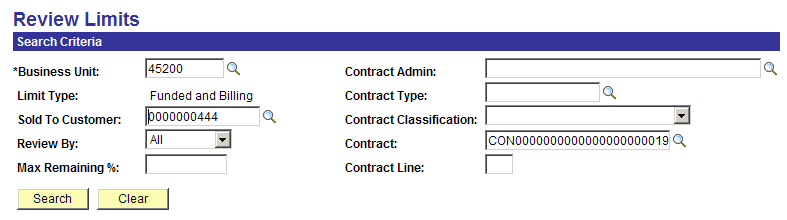 Review Limits
Search Criteria
*Business Unit: 45200 Contract Admin:
Limit Type: Funded and Billing Contract Type:
Sold To Customer: 0000000444 Contract Classification:
Review By: All Contract: CON0000000000000000000019
Max Remaining %: Contract Line:
Search Clear